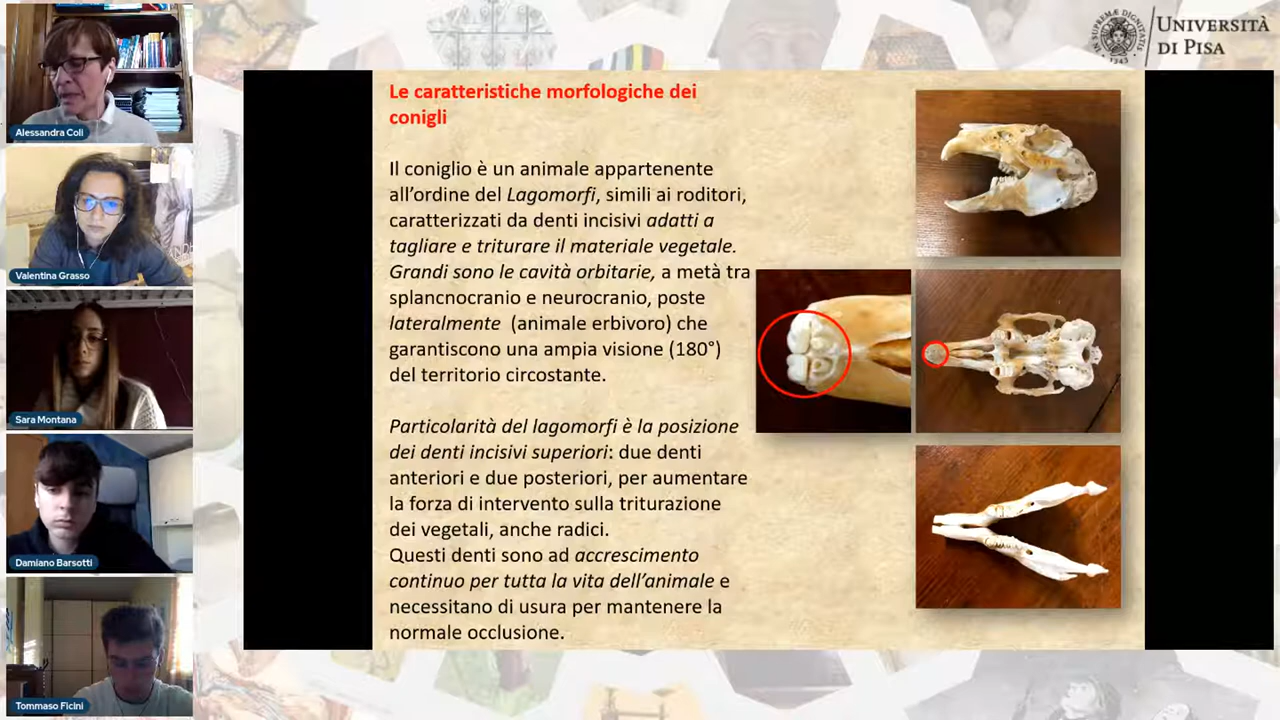 Alessandra Coli
Valentina Grasso
Sara Montana
Damiano Barsotti
Tommaso Ficini
Le caratteristiche morfologiche dei
conigli
Il coniglio è un animale appartenente
all'ordine del Lagomorfi, simili ai roditori,
caratterizzati da denti incisivi adatti a
tagliare e triturare il materiale vegetale.
Grandi sono le cavità orbitarie, a metà tra
splancnocranio e neurocranio, poste
lateralmente (animale erbivoro) che
garantiscono una ampia visione (180°)
del territorio circostante.
Particolarità del lagomorfi è la posizione
dei denti incisivi superiori: due denti
anteriori e due posteriori, per aumentare
la forza di intervento sulla triturazione
dei vegetali, anche radici.
Questi denti sono ad accrescimento
continuo per tutta la vita dell'animale e
necessitano di usura per mantenere la
normale occlusione.
UNIVERSITÀ
DI PISA
IN SUPREMÆ DIGNITATIS
1343